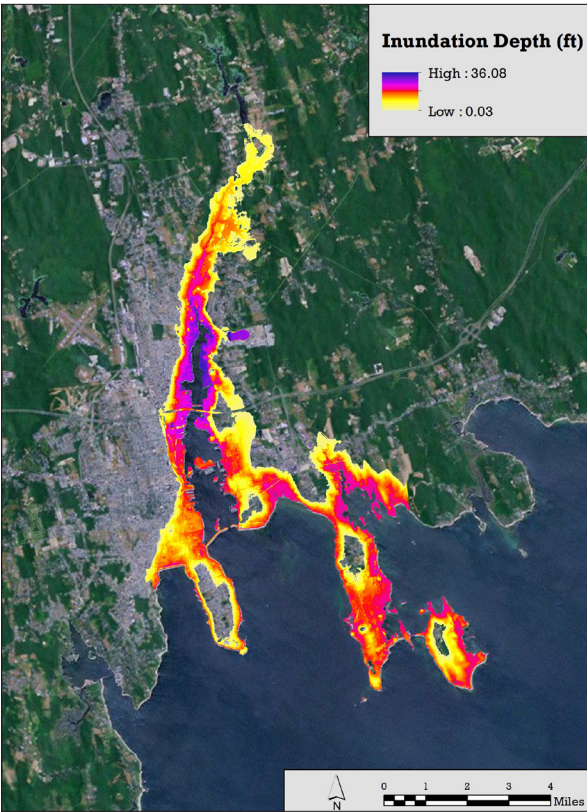 Inundation Depth (ft)
High : 36.08
Low : 0.03
N
0 1 2 3 4
Miles